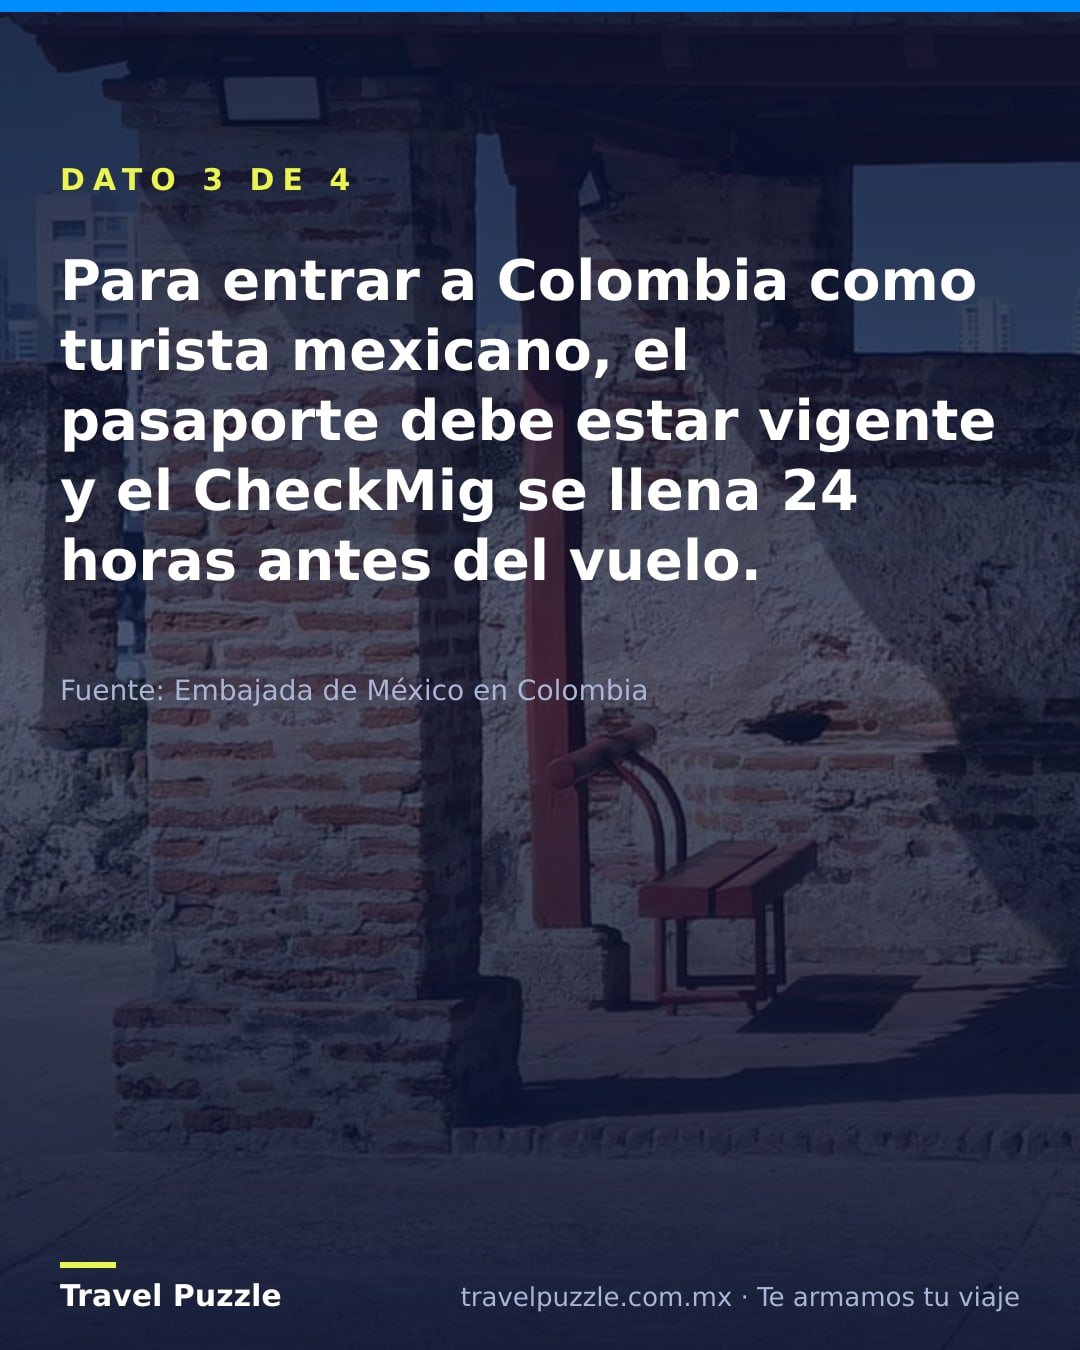 DATO 3 DE 4
Para entrar a Colombia como
turista mexicano, el
pasaporte debe estar vigente
y el CheckMig se llena 24
horas antes del vuelo.
Fuente: Embajada de México en Colombia
Travel Puzzle
travelpuzzle.com.mx · Te armamos tu viaje